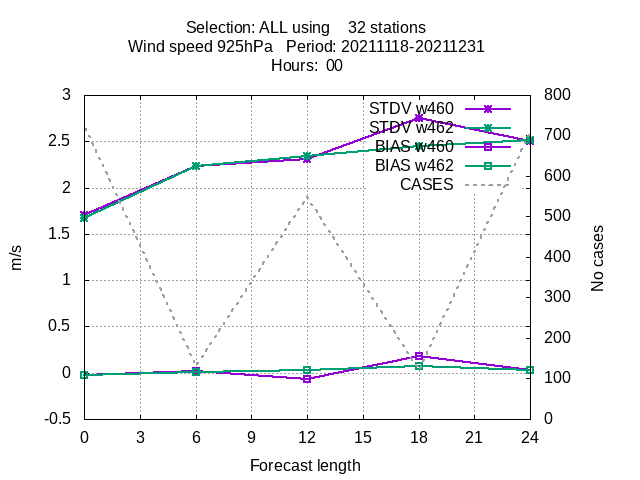 Selection: ALL using    32 stations
Wind speed 925hPa   Period: 20211118-20211231
Hours:  00
3
2.5
2
1.5
1
0.5
0
-0.5
m/s
800
700
600
500
400
300
200
100
0
No cases
STDV w460
STDV w462
BIAS w460
BIAS w462
CASES
0 3 6 9 12 15 18 21 24
Forecast length